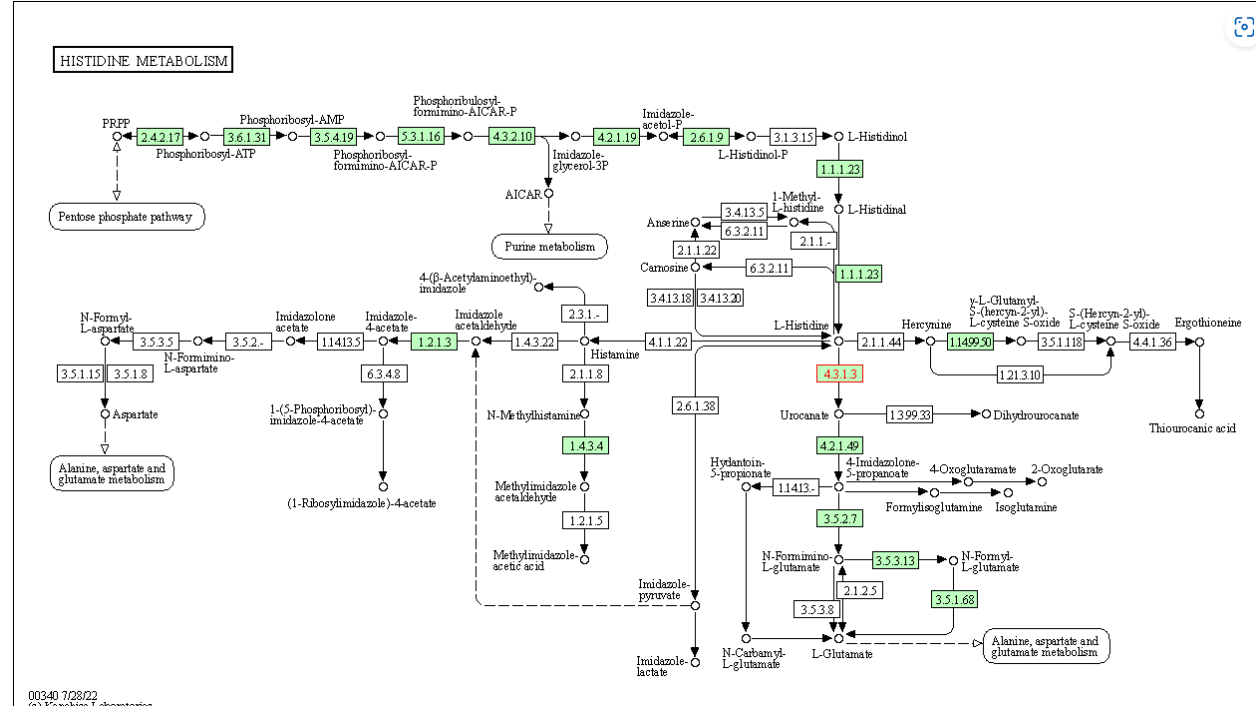 HISTIDINE METABOLISM
PRPP
2.4.2.17
Phosphoribosyl-ATP
3.6.1.31
Phosphoribosyl-AMP
3.5.4.19
Phosphoribosyl-
formimino-AICAR-P
5.3.1.16
Phosphoribulosyl-
formimino-AICAR-P
4.3.2.10
Imidazole-
glycerol-3P
4.2.1.19
Imidazole-
acetol-P
2.6.1.9
L-Histidinol-P
3.1.3.15
L-Histidinol
Pentose phosphate pathway
AICAR
Purine metabolism
1.1.1.23
L-Histidinal
1.1.1.23
1-Methyl-
L-histidine
Anserine
3.4.13.5
6.3.2.11
2.1.1.-
2.1.1.22
Carnosine
6.3.2.11
3.4.13.18
3.4.13.20
4-(β-Acetylaminoethyl)-
imidazole
2.3.1.-
N-Formyl-
L-aspartate
3.5.3.5
N-Formimino-
L-aspartate
3.5.2.-
Imidazolone
acetate
1.14.13.5
Imidazole-
4-acetate
1.2.1.3
Imidazole
acetaldehyde
1.4.3.22
Histamine
4.1.1.22
L-Histidine
2.1.1.44
Hercynine
1.14.99.50
γ-L-Glutamyl-
S-(hercyn-2-yl)-
L-cysteine S-oxide
3.5.1.118
S-(Hercyn-2-yl)-
L-cysteine S-oxide
4.4.1.36
Ergothioneine
1.21.3.10
Thiourocanic acid
3.5.1.15
3.5.1.8
Aspartate
Alanine, aspartate and
glutamate metabolism
6.3.4.8
1-(5-Phosphoribosyl)-
imidazole-4-acetate
(1-Ribosylimidazole)-4-acetate
2.1.1.8
N-Methylhistamine
1.4.3.4
Methylimidazole
acetaldehyde
1.2.1.5
Methylimidazole-
acetic acid
2.6.1.38
Imidazole-
pyruvate
Imidazole-
lactate
4.3.1.3
Urocanate
1.3.99.33
Dihydrourocanate
4.2.1.49
Hydantoin-
5-propionate
1.14.13.-
4-Imidazolone-
5-propanoate
4-Oxoglutaramate
2-Oxoglutarate
Formylisoglutamine
Isoglutamine
3.5.2.7
N-Formimino-
L-glutamate
3.5.3.13
N-Formyl-
L-glutamate
2.1.2.5
3.5.3.8
3.5.1.68
N-Carbamyl-
L-glutamate
L-Glutamate
Alanine, aspartate and
glutamate metabolism
00340 7/28/22
(c) Kanehisa Laboratories